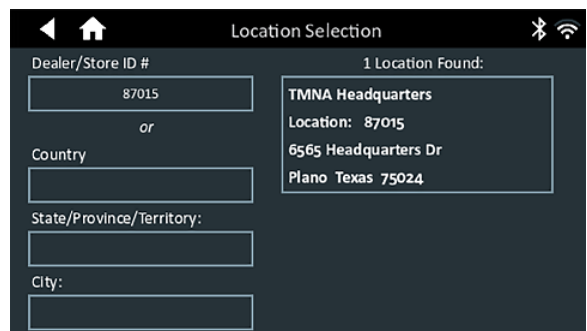 Location Selection
Dealer/Store ID #
87015
or
Country
State/Province/Territory:
City:
1 Location Found:
TMNA Headquarters
Location: 87015
6565 Headquarters Dr
Plano Texas 75024